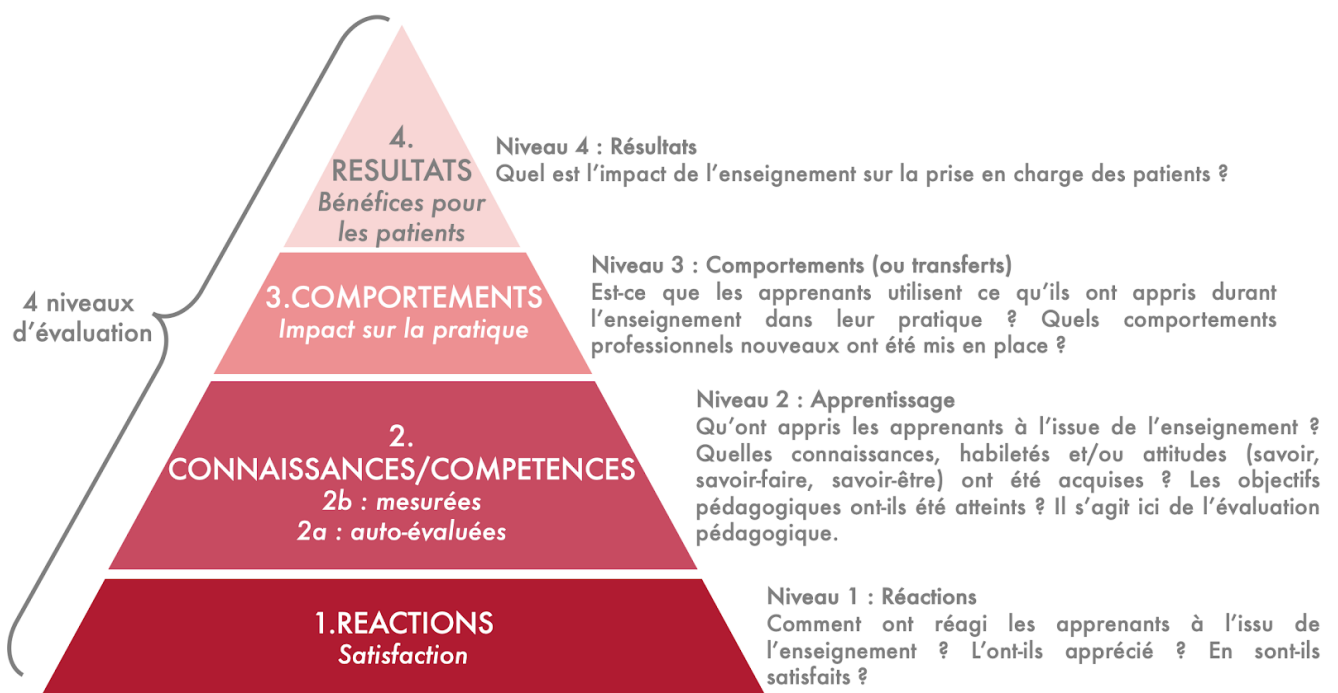 4 niveaux
d’évaluation
4.
RESULTATS
Bénéfices pour
les patients
Niveau 4 : Résultats
Quel est l’impact de l’enseignement sur la prise en charge des patients ?
3.COMPORTEMENTS
Impact sur la pratique
Niveau 3 : Comportements (ou transferts)
Est-ce que les apprenants utilisent ce qu’ils ont appris durant
l’enseignement dans leur pratique ? Quels comportements
professionnels nouveaux ont été mis en place ?
2.
CONNAISSANCES/COMPETENCES
2b : mesurées
2a : auto-évaluées
Niveau 2 : Apprentissage
Qu’ont appris les apprenants à l’issue de l’enseignement ?
Quelles connaissances, habiletés et/ou attitudes (savoir,
savoir-faire, savoir-être) ont été acquises ? Les objectifs
pédagogiques ont-ils été atteints ? Il s’agit ici de l’évaluation
pédagogique.
1.REACTIONS
Satisfaction
Niveau 1 : Réactions
Comment ont réagi les apprenants à l’issu de
l’enseignement ? L’ont-ils apprécié ? En sont-ils
satisfaits ?